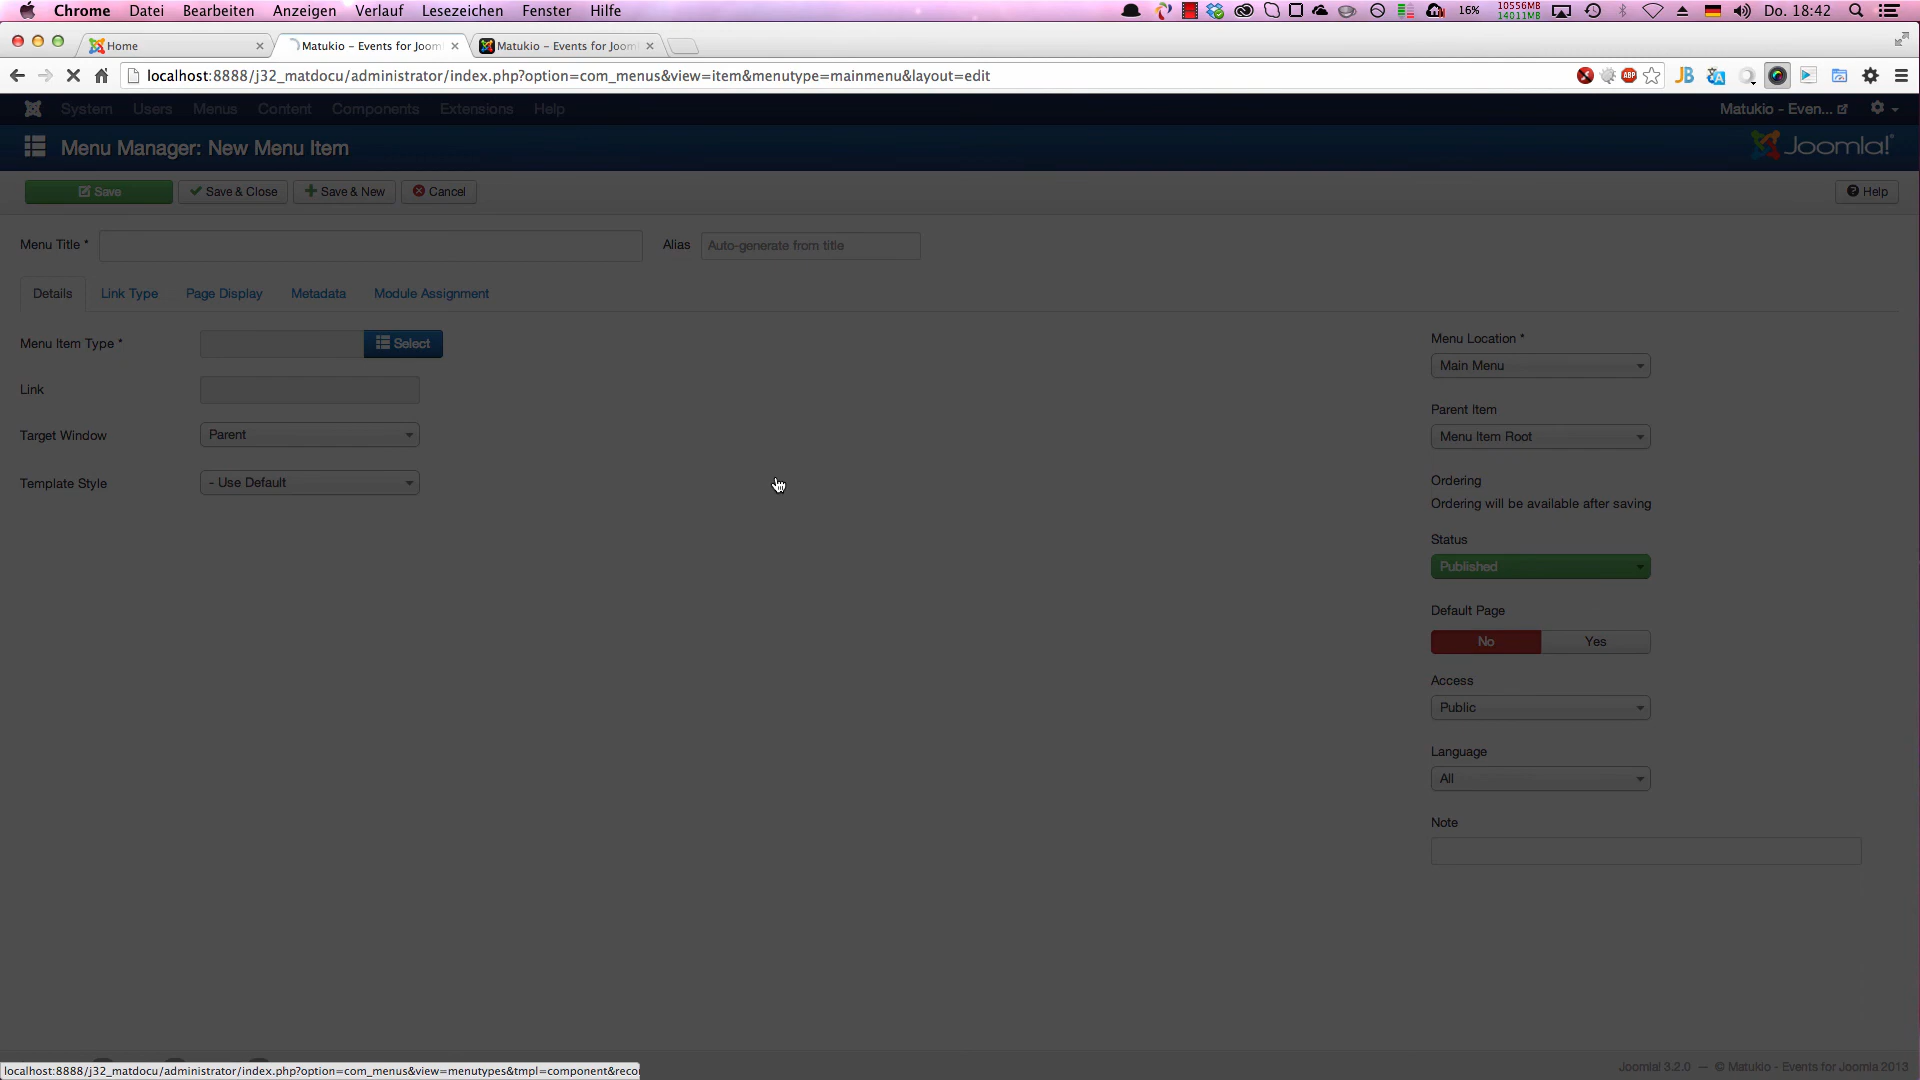 Chrome Datei Bearbeiten Anzeigen Verlauf Lesezeichen Fenster Hilfe 16% 10556MB 14011MB Do. 18:42
Home Matukio – Events for Joom Matukio – Events for Joom
localhost:8888/j32_matdocu/administrator/index.php?option=com_menus&view=item&menutype=mainmenu&layout=edit ABP JB
System Users Menus Content Components Extensions Help Matukio - Even...
Menu Manager: New Menu Item Joomla!
Save Save & Close Save & New Cancel Help
Menu Title * Alias Auto-generate from title
Details Link Type Page Display Metadata Module Assignment
Menu Item Type * Select
Link
Target Window Parent
Template Style - Use Default
Menu Location *
Main Menu
Parent Item
Menu Item Root
Ordering
Ordering will be available after saving
Status
Published
Default Page
No Yes
Access
Public
Language
All
Note
localhost:8888/j32_matdocu/administrator/index.php?option=com_menus&view=menutypes&tmpl=component&reco
Joomla! 3.2.0 — © Matukio - Events for Joomla 2013